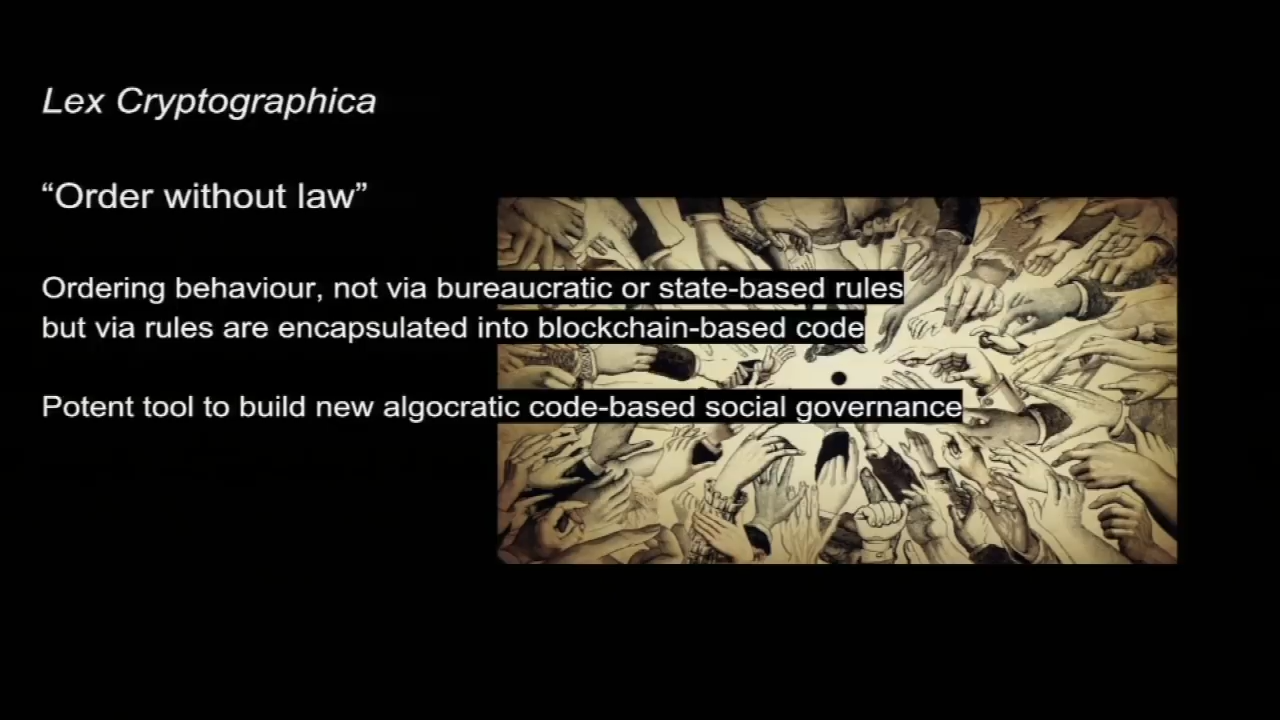 Lex Cryptographica
“Order without law”
Ordering behaviour, not via bureaucratic or state-based rules
but via rules are encapsulated into blockchain-based code
Potent tool to build new algocratic code-based social governance